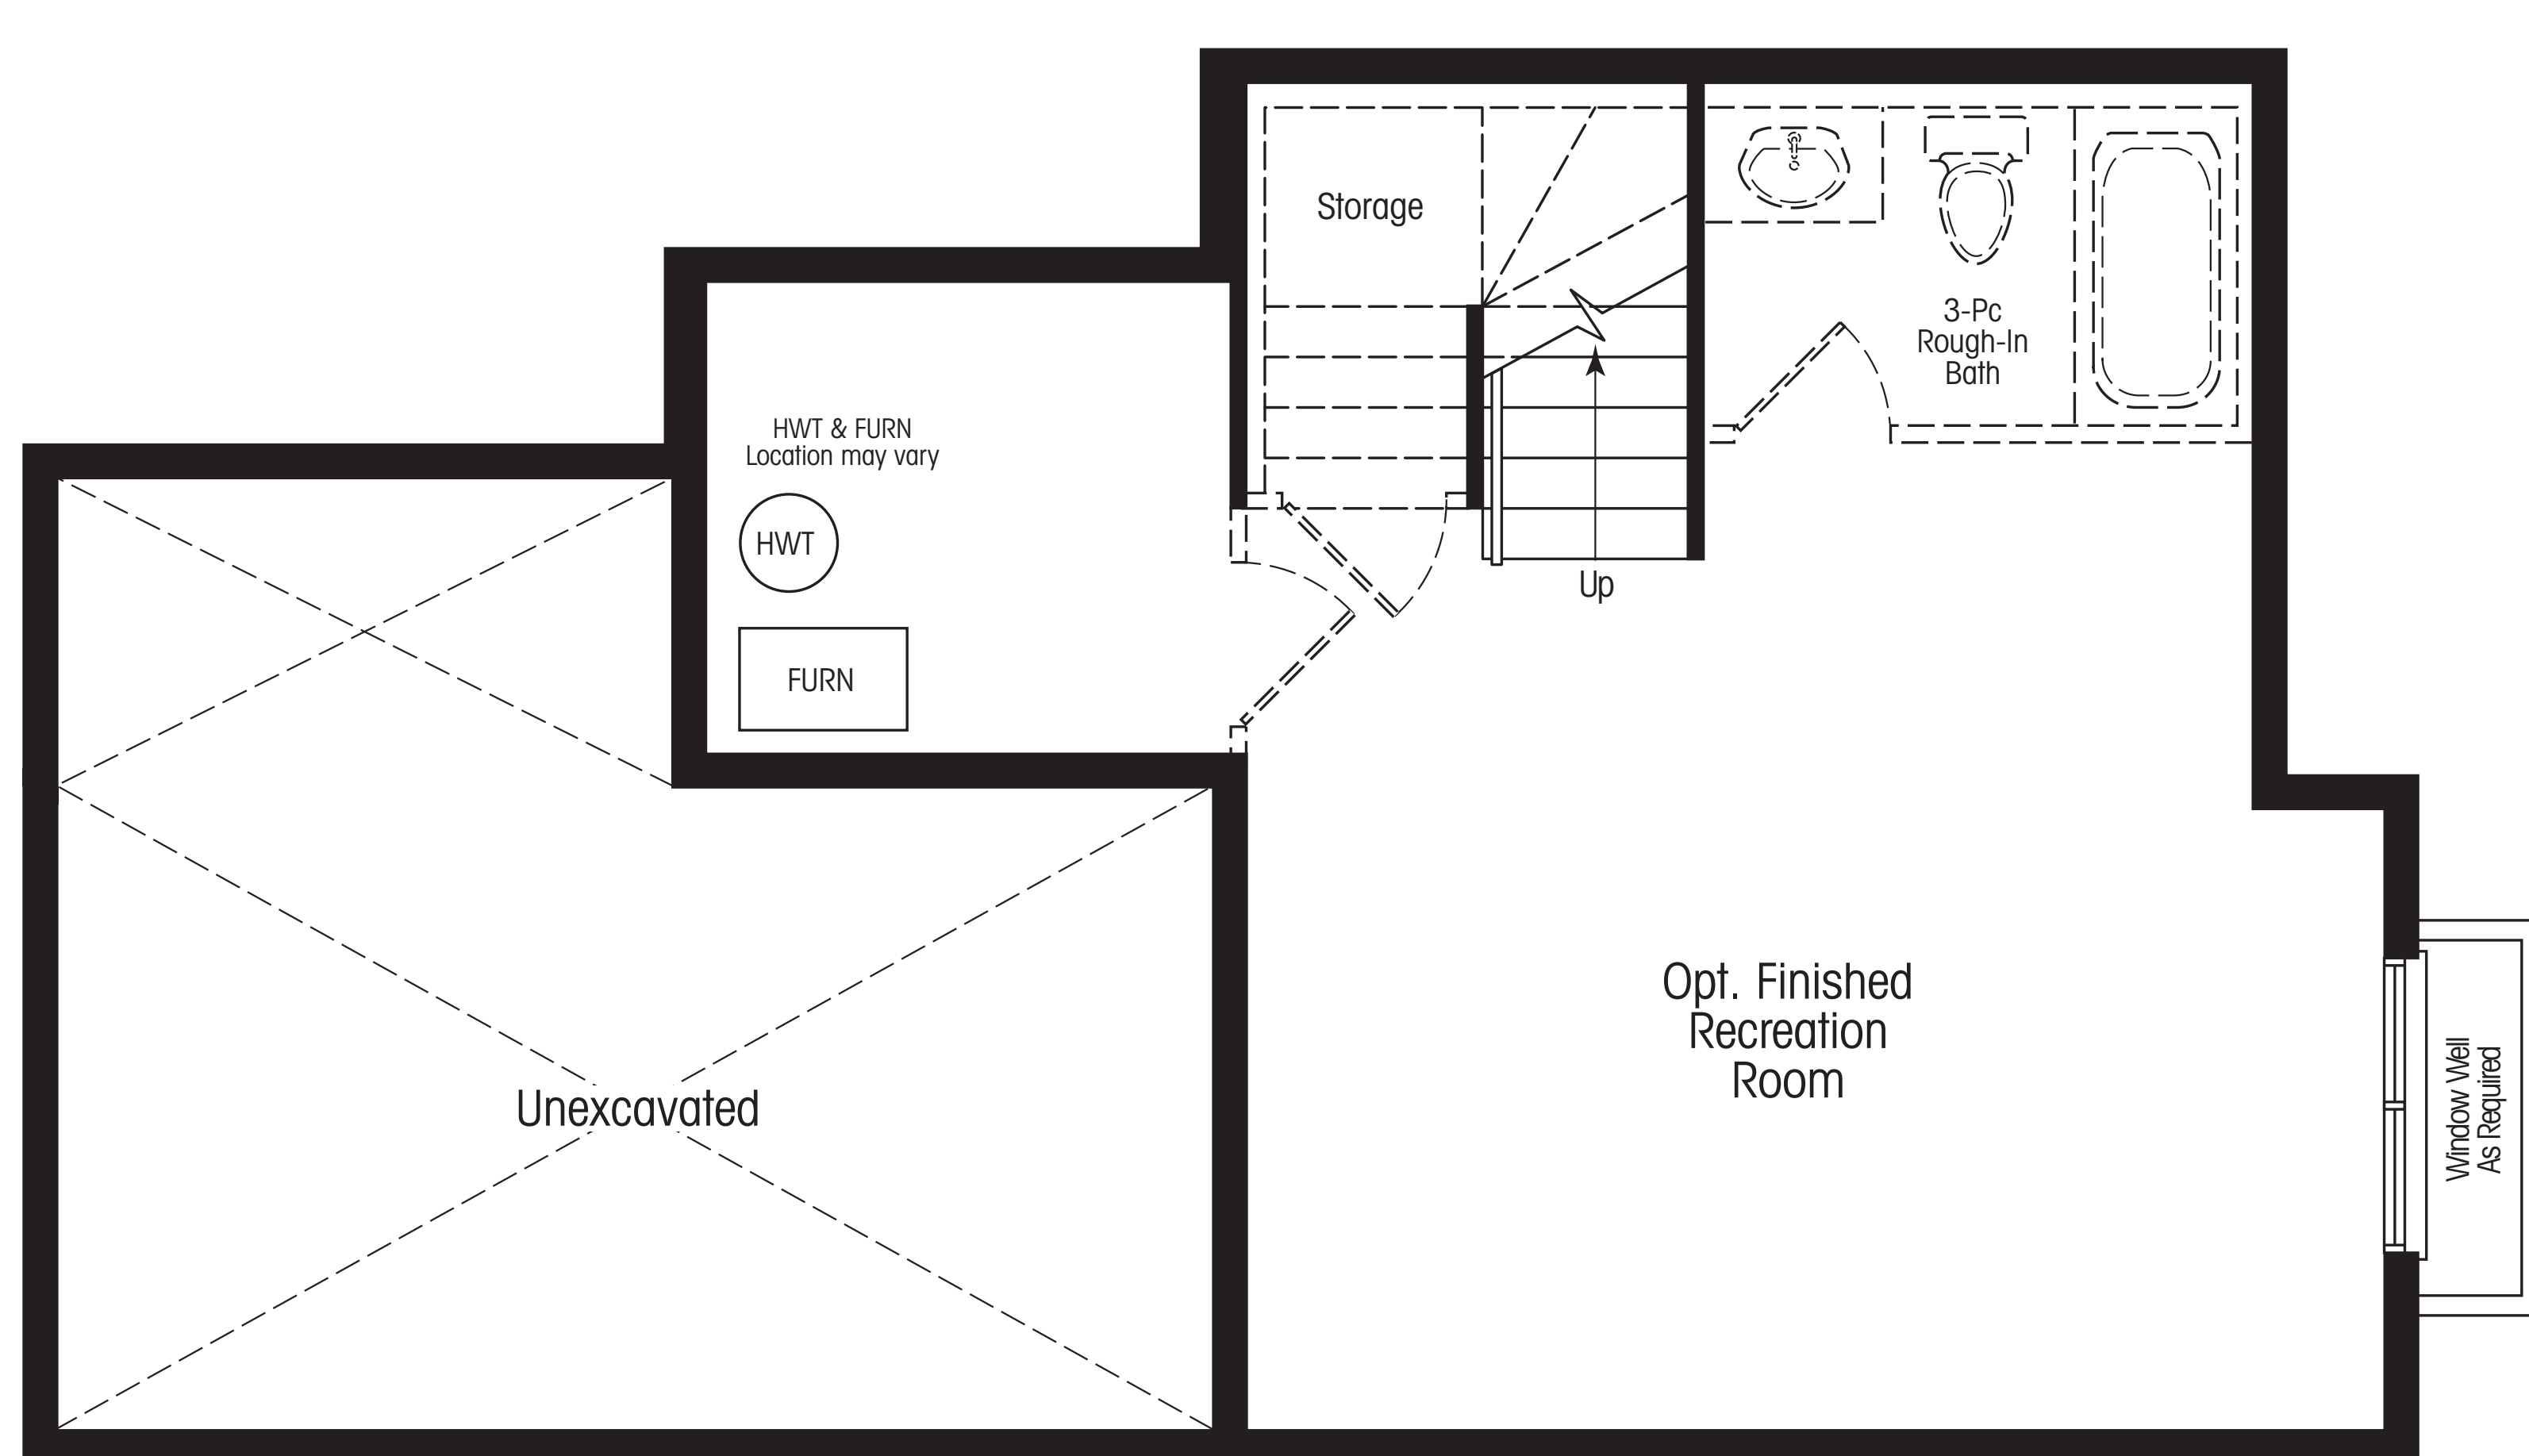 Storage
3-Pc
Rough-In
Bath
HWT & FURN
Location may vary
HWT
Up
FURN
Opt. Finished
Recreation
Room
Unexcavated
Window Well
As Required